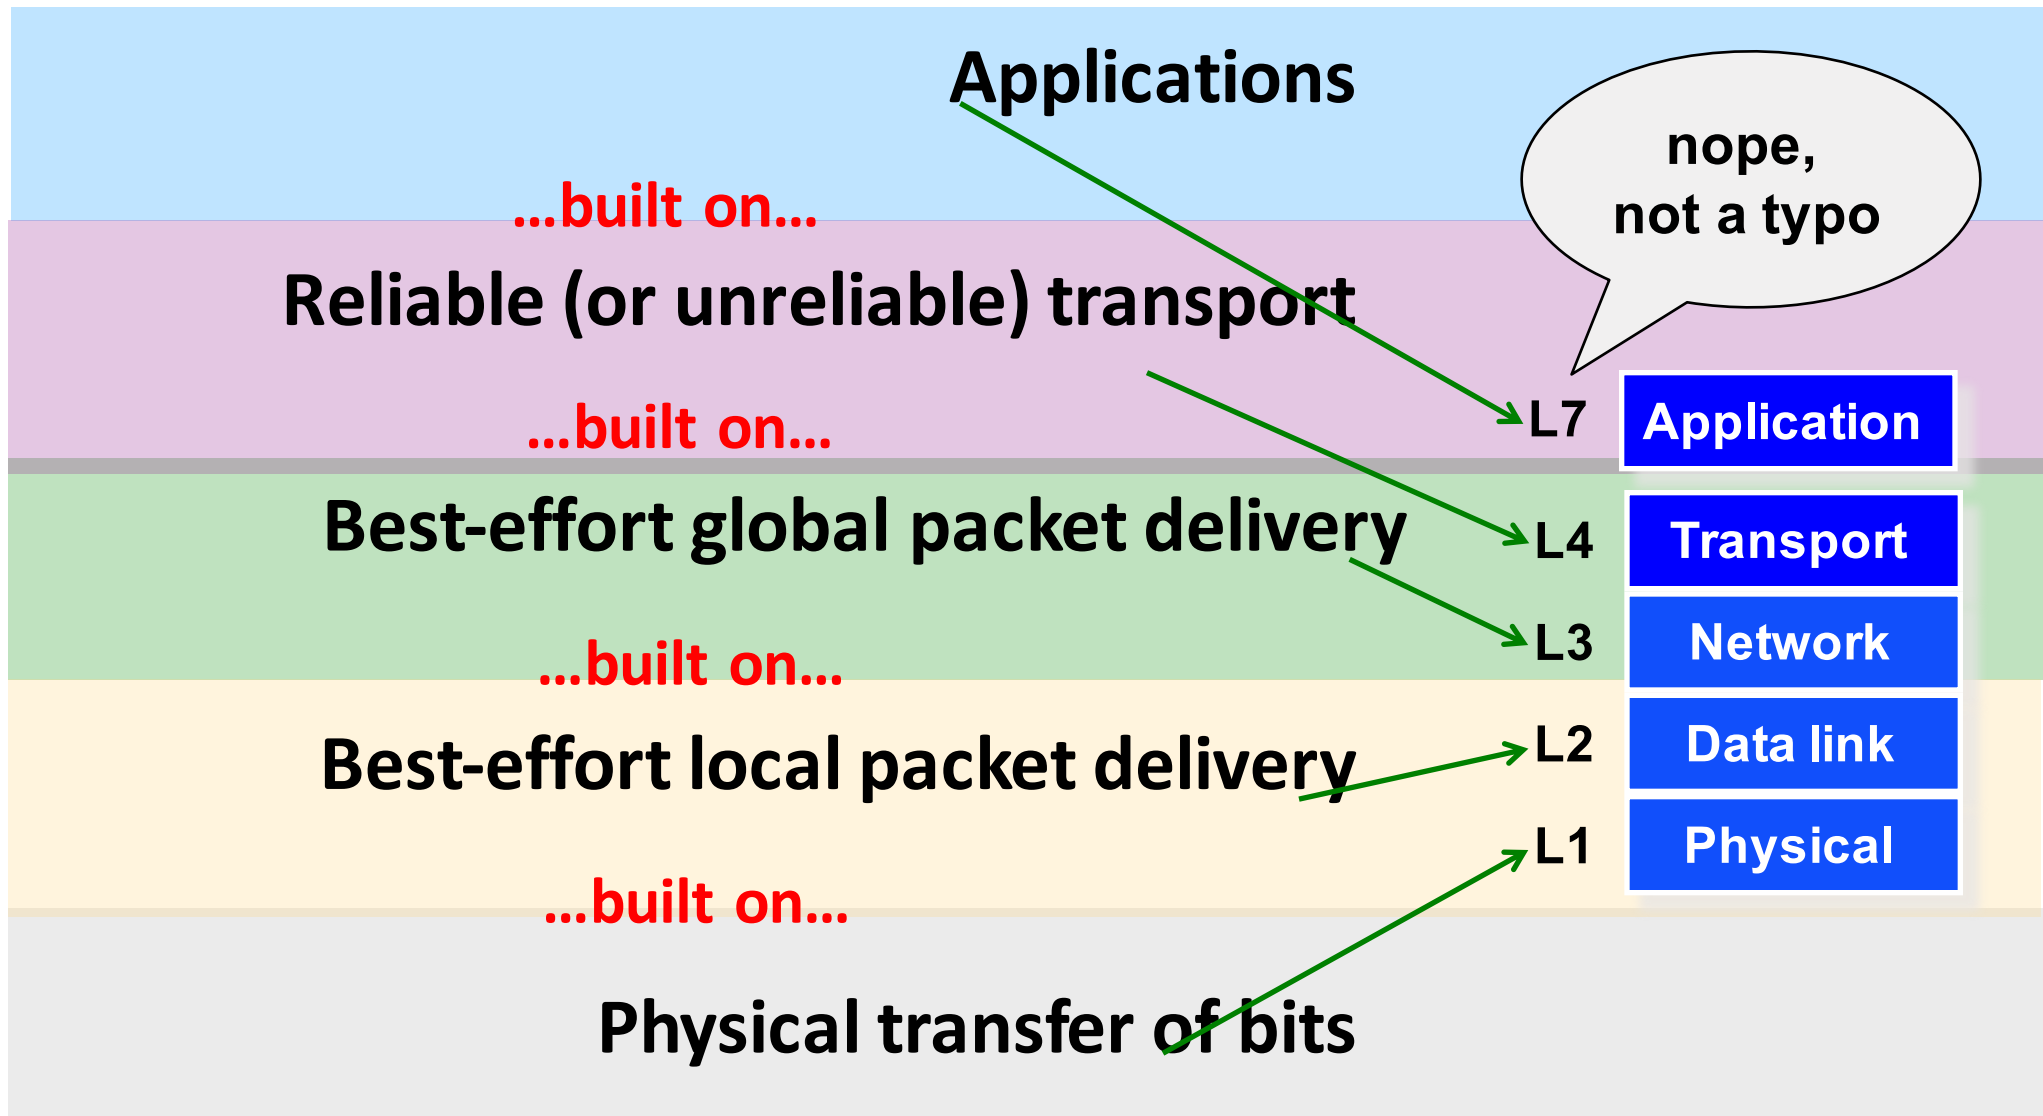 Applications
nope,
not a typo
…built on…
Reliable (or unreliable) transport
L7 Application
…built on…
Best-effort global packet delivery
L4 Transport
L3 Network
…built on…
Best-effort local packet delivery
L2 Data link
L1 Physical
…built on…
Physical transfer of bits